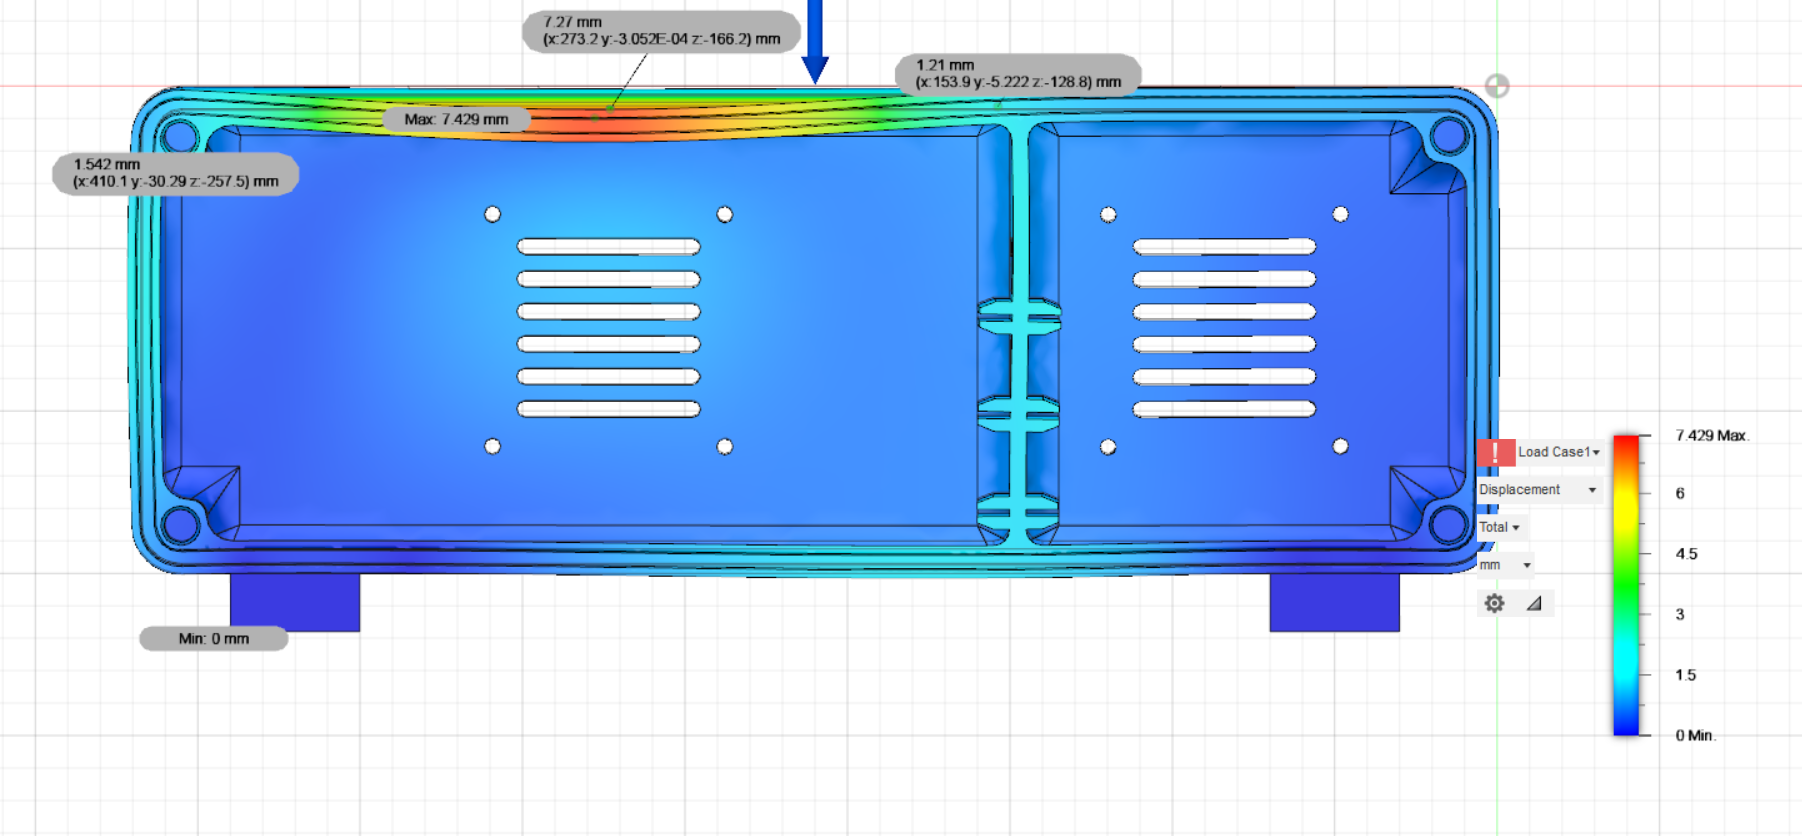 7.27 mm
(x:273.2 y:-3.052E-04 z:-166.2) mm
1.21 mm
(x:153.9 y:-5.222 z:-128.8) mm
Max: 7.429 mm
1.542 mm
(x:410.1 y:-30.29 z:-257.5) mm
Min: 0 mm
! Load Case1
Displacement
Total
mm
7.429 Max.
6
4.5
3
1.5
0 Min.